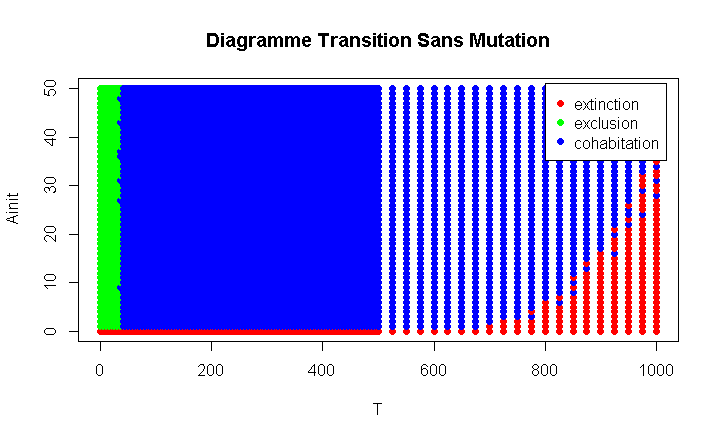 Diagramme Transition Sans Mutation
Ainit
50
40
30
20
10
0
extinction
exclusion
cohabitation
0 200 400 600 800 1000
T